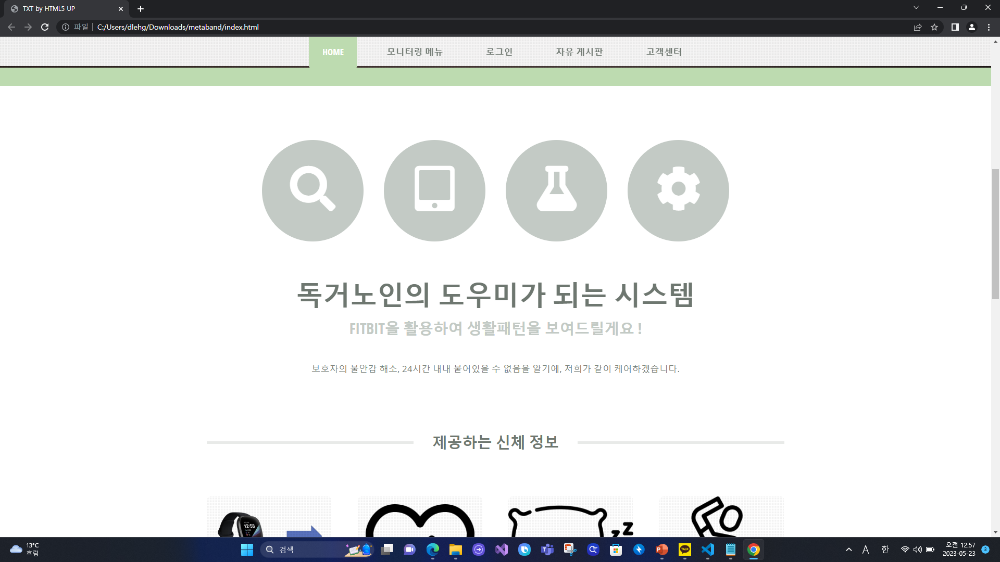 TXT by HTML5 UP
파일
C:/Users/dlehg/Downloads/metaband/index.html
HOME
모니터링 메뉴
로그인
자유 게시판
고객센터
독거노인의 도우미가 되는 시스템
FITBIT을 활용하여 생활패턴을 보여드릴게요 !
보호자의 불안감 해소, 24시간 내내 붙어있을 수 없음을 알기에, 저희가 같이 케어하겠습니다.
제공하는 신체 정보
12:58
zz
13°C
흐림
검색
TALK
A
한
오전 12:57
2023-05-23
3